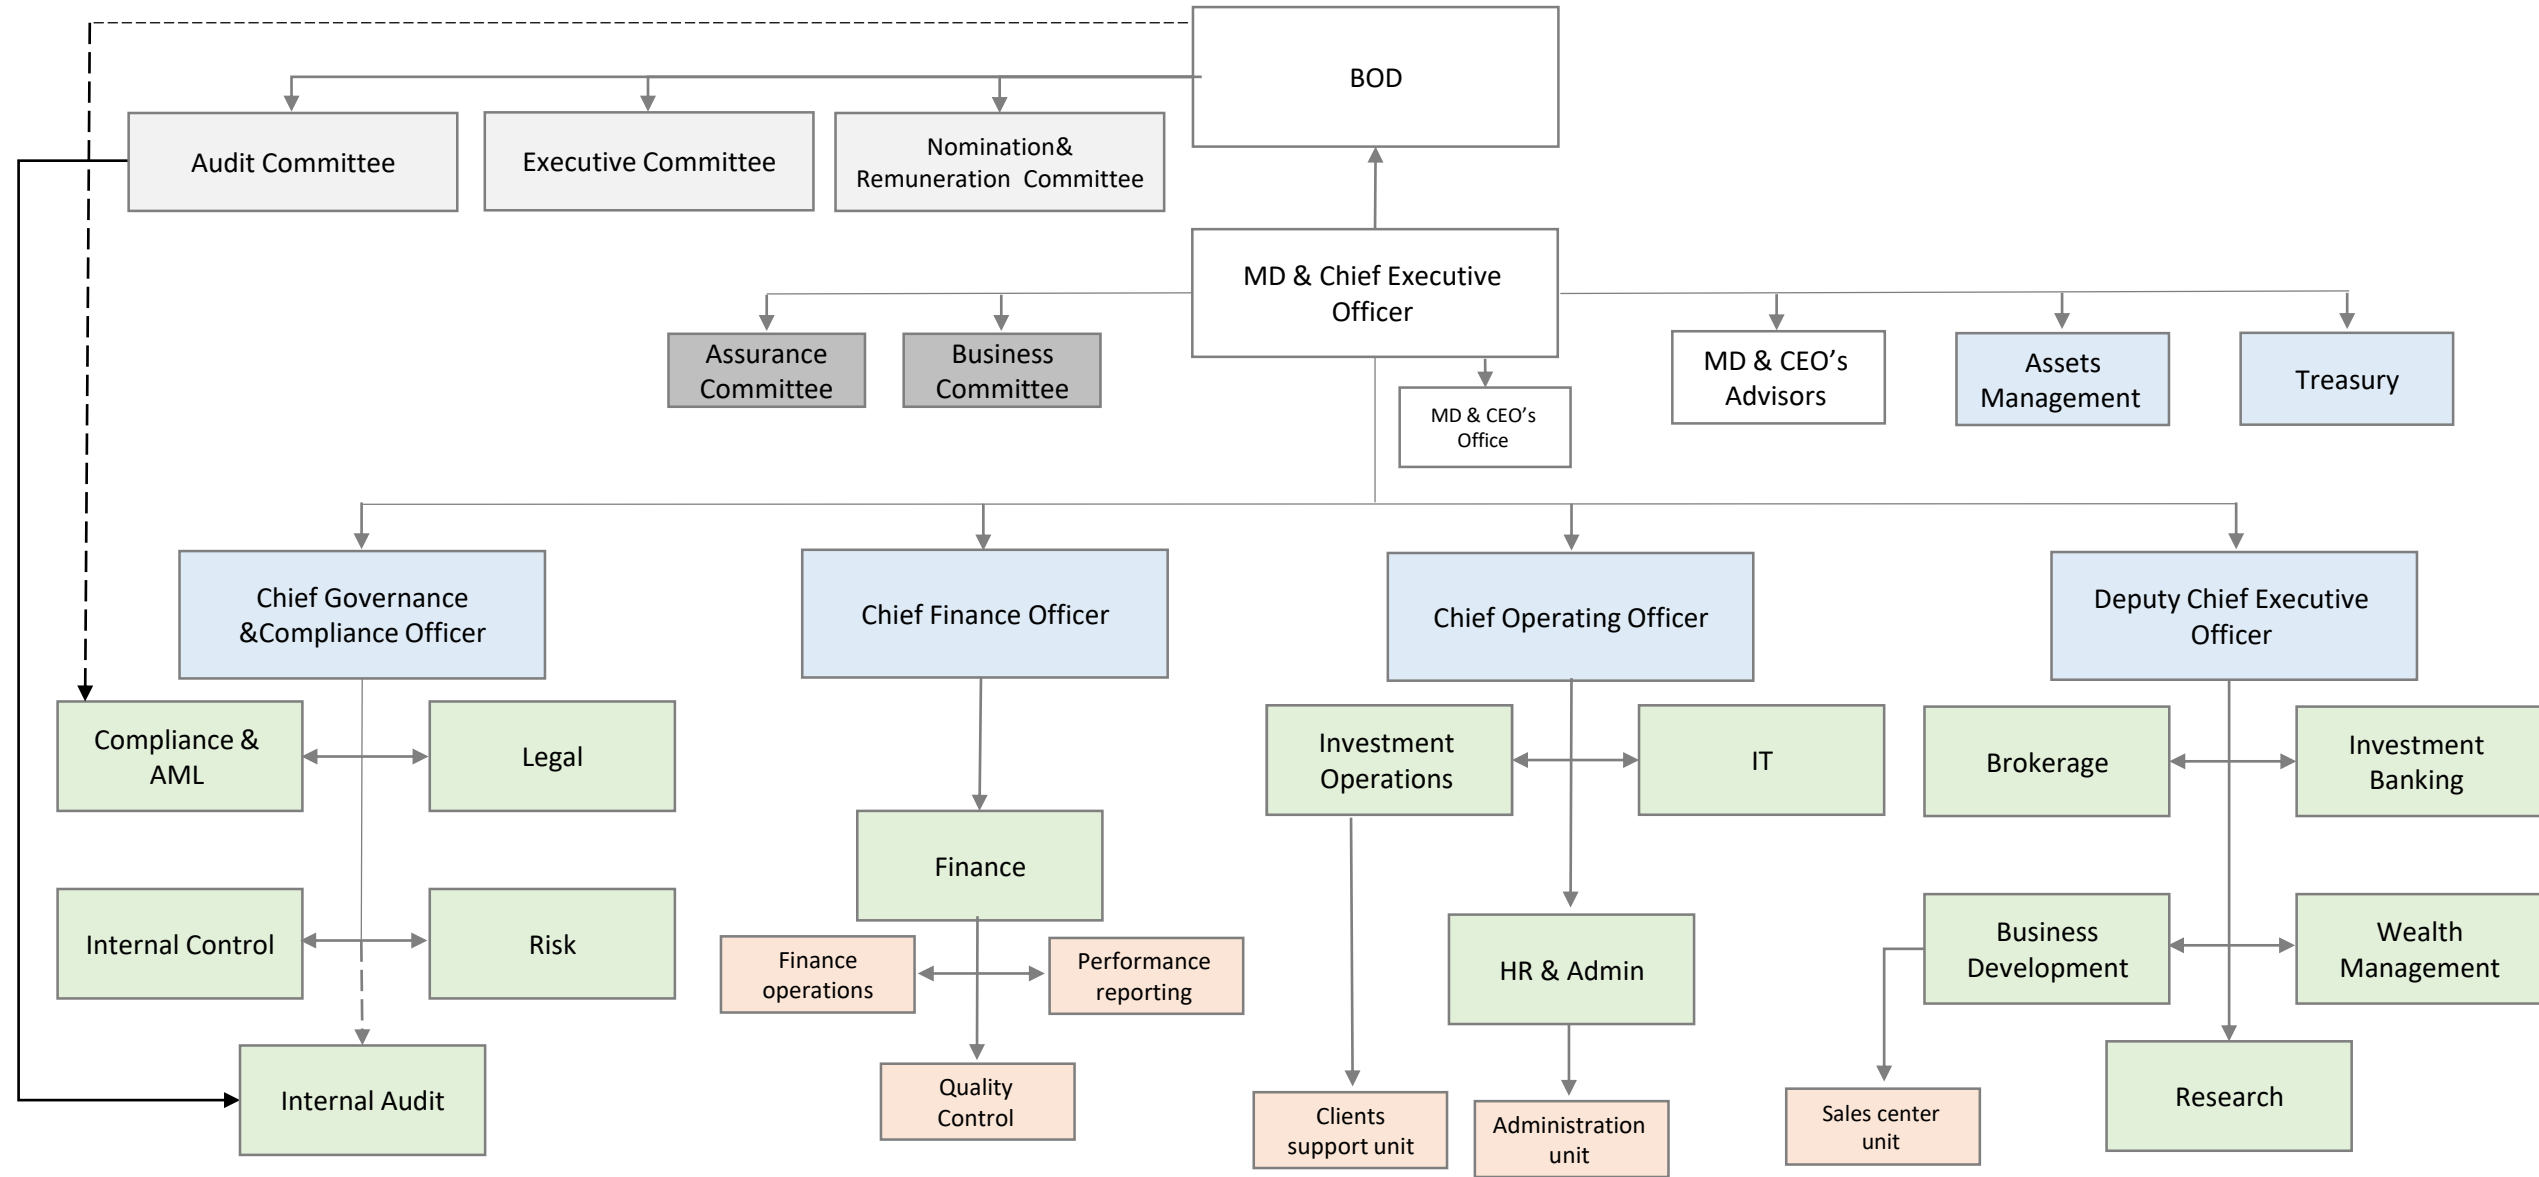 BOD
Audit Committee
Executive Committee
Nomination&
Remuneration Committee
MD & Chief Executive
Officer
Assurance
Committee
Business
Committee
MD & CEO’s
Office
MD & CEO’s
Advisors
Assets
Management
Treasury
Chief Governance
&Compliance Officer
Chief Finance Officer
Chief Operating Officer
Deputy Chief Executive
Officer
Compliance &
AML
Legal
Investment
Operations
IT
Brokerage
Investment
Banking
Finance
Internal Control
Risk
Finance
operations
Performance
reporting
HR & Admin
Business
Development
Wealth
Management
Internal Audit
Quality
Control
Clients
support unit
Administration
unit
Sales center
unit
Research